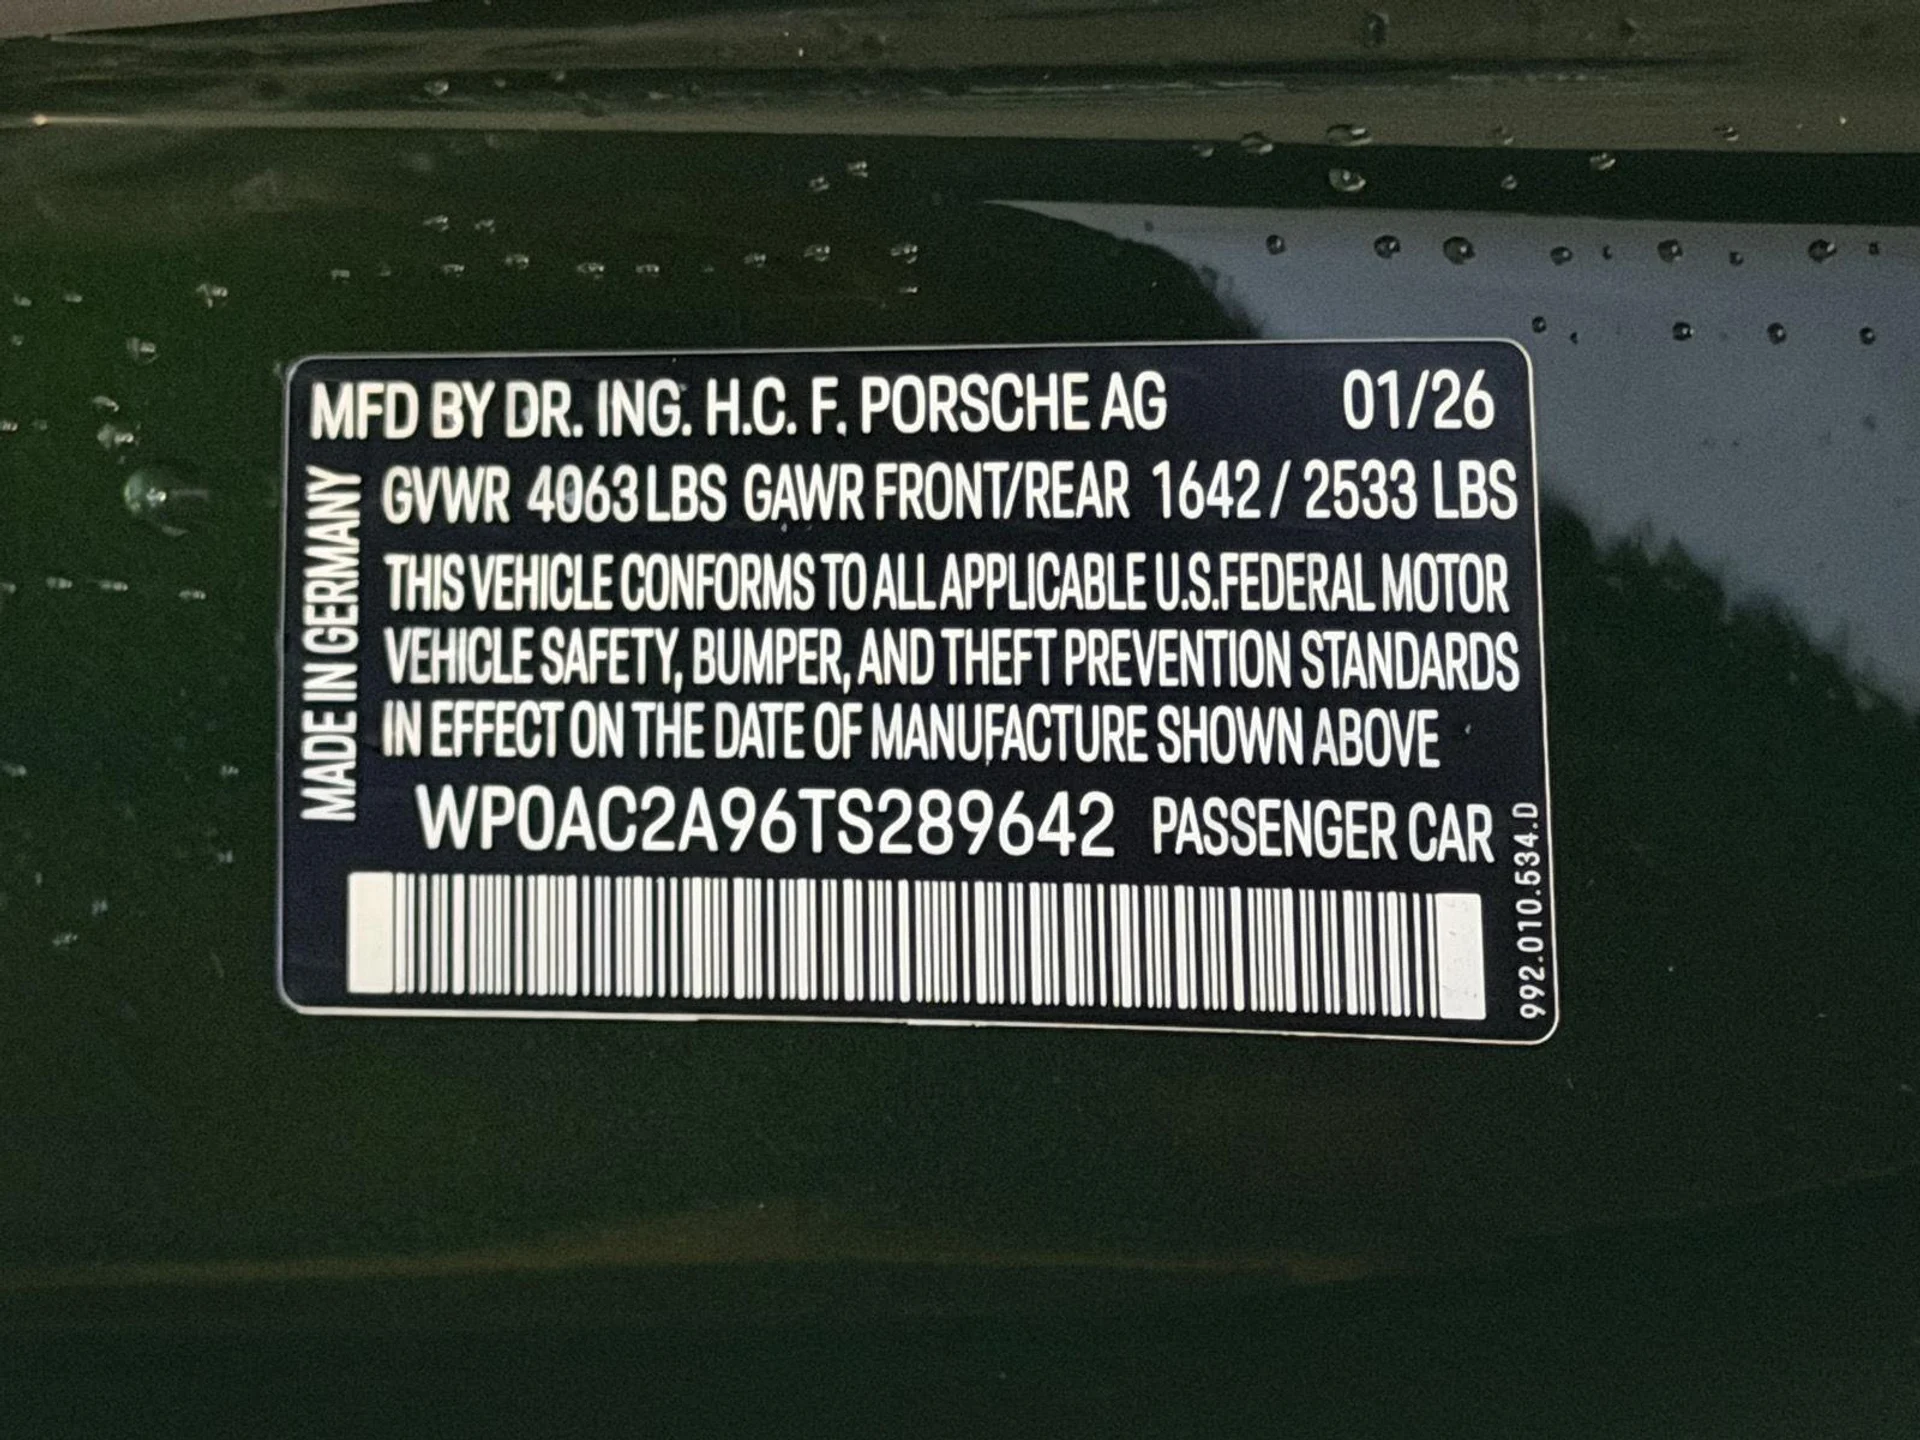 MFD BY DR. ING. H.C. F. PORSCHE AG 01/26
GVWR 4063 LBS GAWR FRONT/REAR 1642 / 2533 LBS
THIS VEHICLE CONFORMS TO ALL APPLICABLE U.S.FEDERAL MOTOR
VEHICLE SAFETY, BUMPER, AND THEFT PREVENTION STANDARDS
IN EFFECT ON THE DATE OF MANUFACTURE SHOWN ABOVE
WP0AC2A96TS289642 PASSENGER CAR
MADE IN GERMANY
992.010.534.D